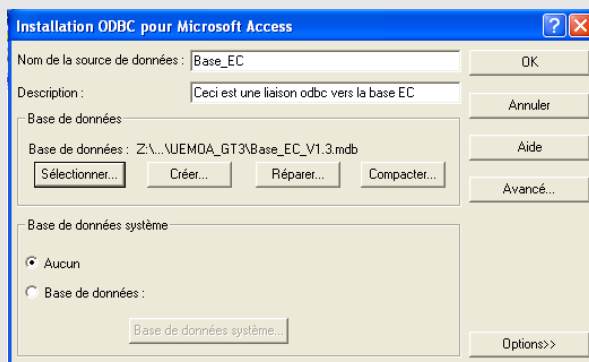 Installation ODBC pour Microsoft Access
Nom de la source de données : Base_EC
OK
Description : Ceci est une liaison odbc vers la base EC
Annuler
Base de données
Base de données : Z:\...\UEMOA_GT3\Base_EC_V1.3.mdb
Aide
Sélectionner... Créer... Réparer... Compacter...
Avancé...
Base de données système
Aucun
Base de données :
Base de données système...
Options>>